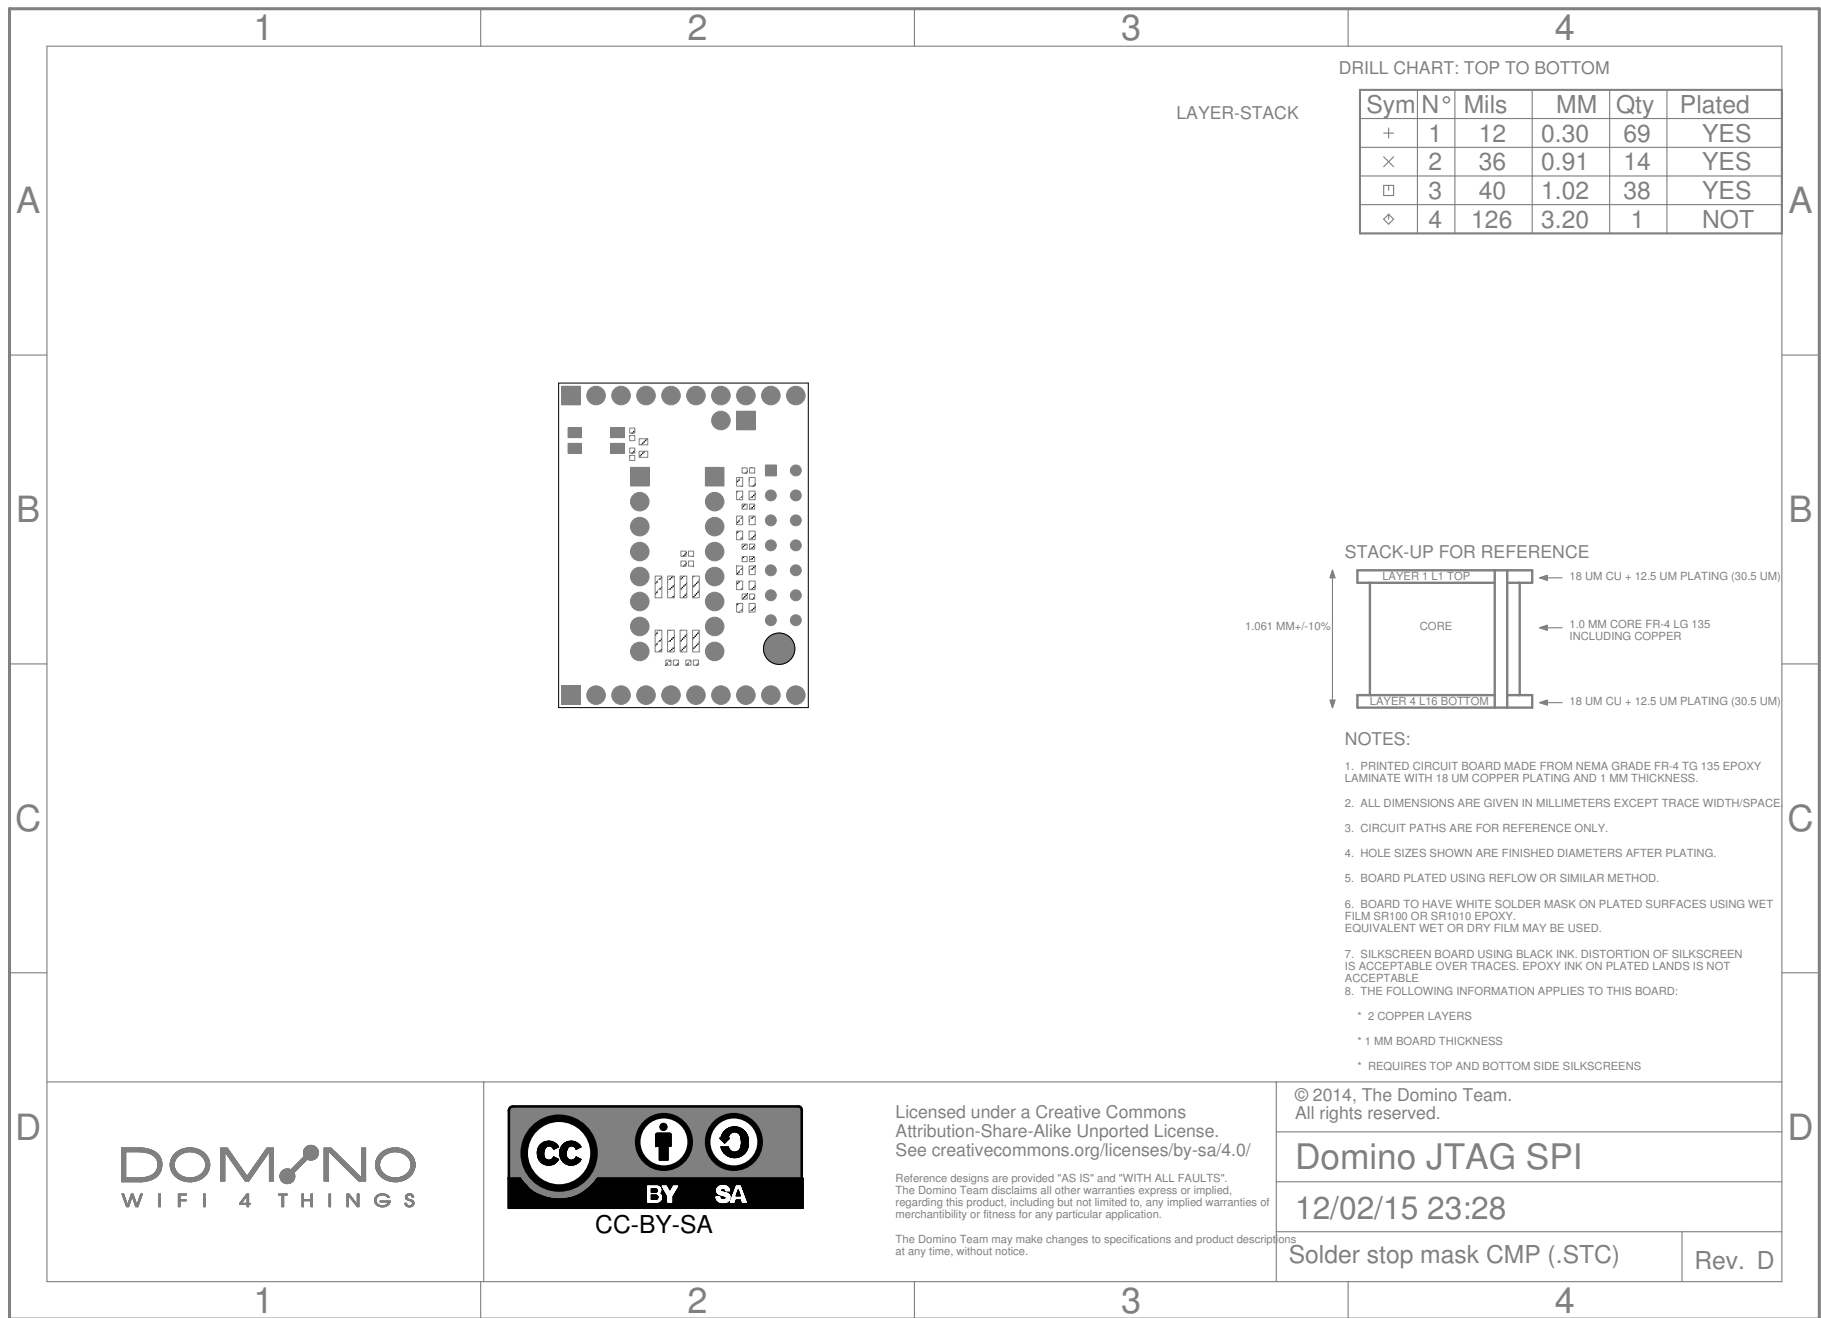 1 2 3 4
DRILL CHART: TOP TO BOTTOM
LAYER-STACK
Sym N° Mils MM Qty Plated
+ 1 12 0.30 69 YES
× 2 36 0.91 14 YES
3 40 1.02 38 YES
4 126 3.20 1 NOT
A A
B B
STACK-UP FOR REFERENCE
LAYER 1 L1 TOP
18 UM CU + 12.5 UM PLATING (30.5 UM)
1.061 MM+/-10%
CORE
1.0 MM CORE FR-4 LG 135
INCLUDING COPPER
LAYER 4 L16 BOTTOM
18 UM CU + 12.5 UM PLATING (30.5 UM)
NOTES:
1. PRINTED CIRCUIT BOARD MADE FROM NEMA GRADE FR-4 TG 135 EPOXY
LAMINATE WITH 18 UM COPPER PLATING AND 1 MM THICKNESS.
2. ALL DIMENSIONS ARE GIVEN IN MILLIMETERS EXCEPT TRACE WIDTH/SPACE
C C
3. CIRCUIT PATHS ARE FOR REFERENCE ONLY.
4. HOLE SIZES SHOWN ARE FINISHED DIAMETERS AFTER PLATING.
5. BOARD PLATED USING REFLOW OR SIMILAR METHOD.
6. BOARD TO HAVE WHITE SOLDER MASK ON PLATED SURFACES USING WET
FILM SR100 OR SR1010 EPOXY.
EQUIVALENT WET OR DRY FILM MAY BE USED.
7. SILKSCREEN BOARD USING BLACK INK. DISTORTION OF SILKSCREEN
IS ACCEPTABLE OVER TRACES. EPOXY INK ON PLATED LANDS IS NOT
ACCEPTABLE
8. THE FOLLOWING INFORMATION APPLIES TO THIS BOARD:
* 2 COPPER LAYERS
* 1 MM BOARD THICKNESS
* REQUIRES TOP AND BOTTOM SIDE SILKSCREENS
D D
DOMINO
WIFI 4 THINGS
cc
BY SA
CC-BY-SA
Licensed under a Creative Commons
Attribution-Share-Alike Unported License.
See creativecommons.org/licenses/by-sa/4.0/
Reference designs are provided "AS IS" and "WITH ALL FAULTS".
The Domino Team disclaims all other warranties express or implied,
regarding this product, including but not limited to, any implied warranties of
merchantibility or fitness for any particular application.
The Domino Team may make changes to specifications and product descriptions
at any time, without notice.
© 2014, The Domino Team.
All rights reserved.
Domino JTAG SPI
12/02/15 23:28
Solder stop mask CMP (.STC)
Rev. D
1 2 3 4